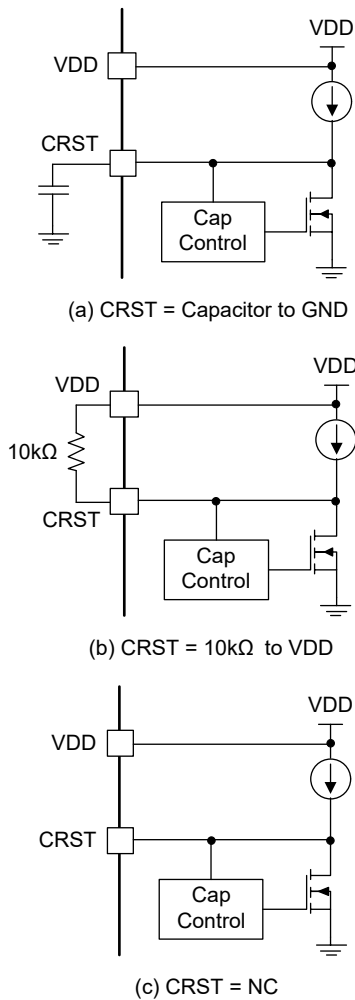 VDD
VDD
CRST
Cap
Control
(a) CRST = Capacitor to GND
VDD
VDD
10kΩ
CRST
Cap
Control
(b) CRST = 10kΩ to VDD
VDD
VDD
CRST
Cap
Control
(c) CRST = NC